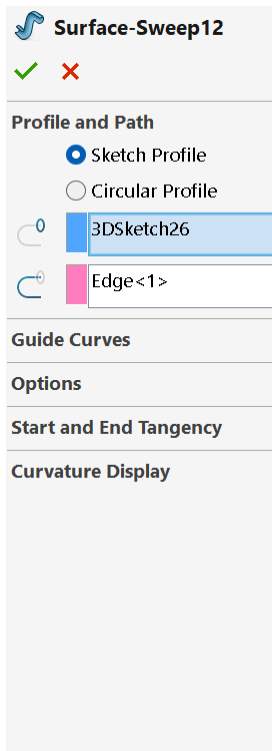 Surface-Sweep12
Profile and Path
Sketch Profile
Circular Profile
3DSketch26
Edge<1>
Guide Curves
Options
Start and End Tangency
Curvature Display